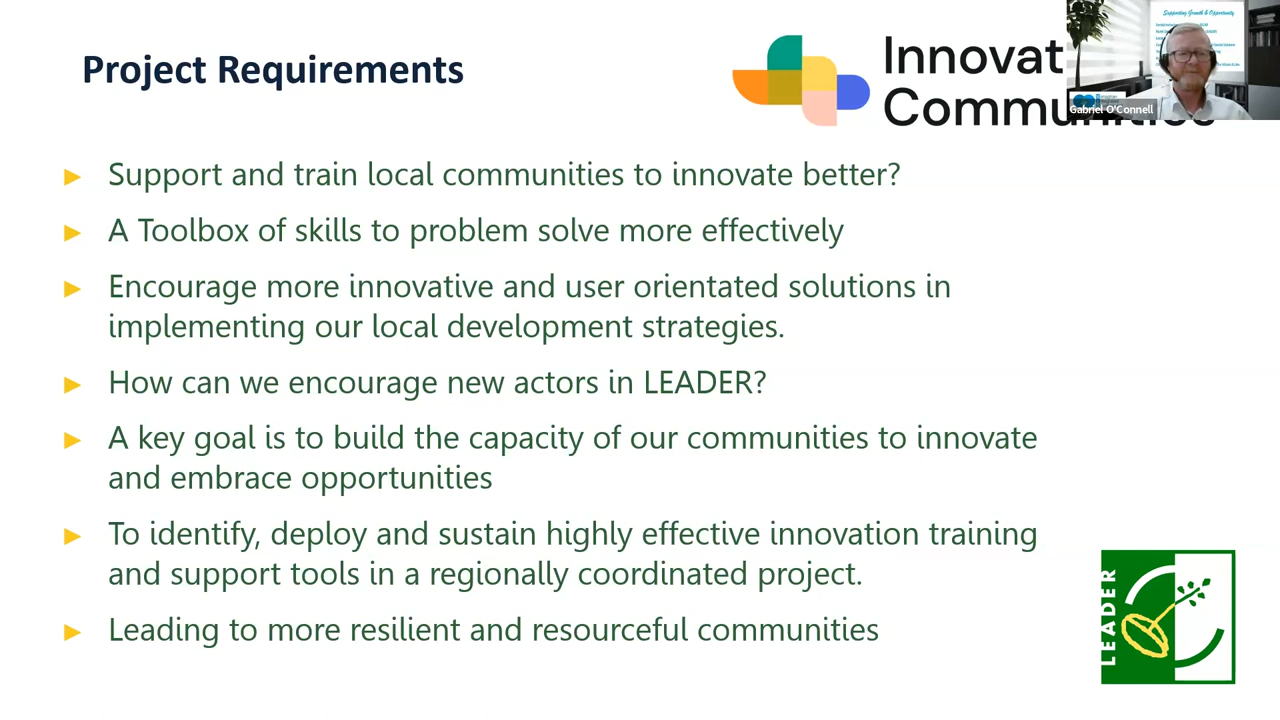 Project Requirements
Innovat
Communities
Supporting Growth & Opportunity
Gabriel O'Connell
► Support and train local communities to innovate better?
► A Toolbox of skills to problem solve more effectively
► Encourage more innovative and user orientated solutions in
implementing our local development strategies.
► How can we encourage new actors in LEADER?
► A key goal is to build the capacity of our communities to innovate
and embrace opportunities
► To identify, deploy and sustain highly effective innovation training
and support tools in a regionally coordinated project.
► Leading to more resilient and resourceful communities
LEADER